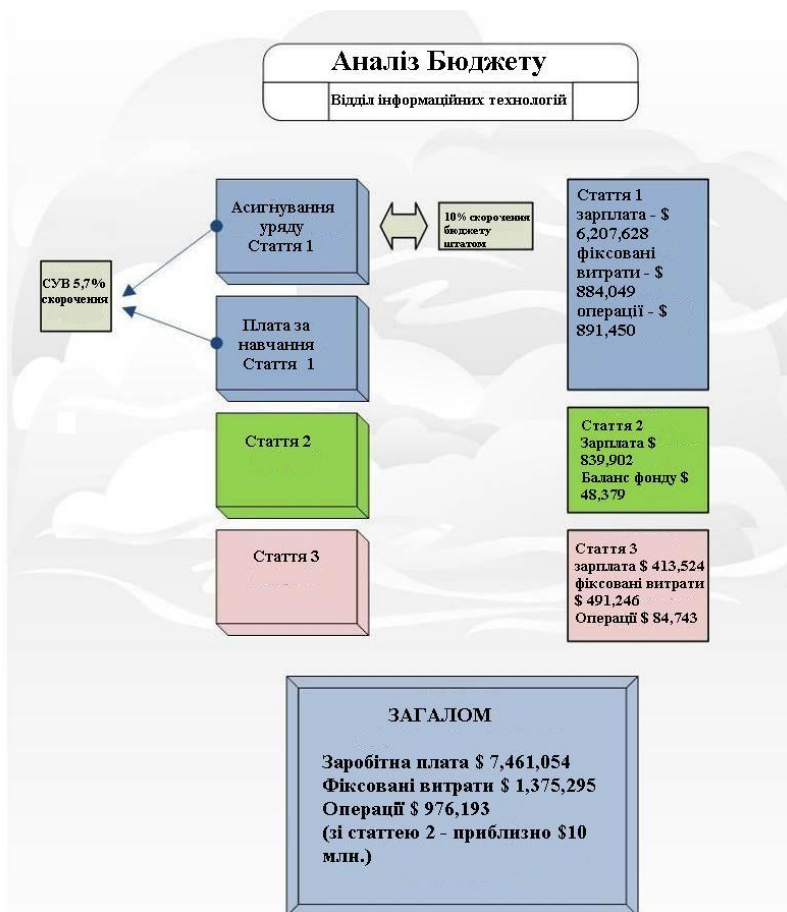 Аналіз Бюджету
Відділ інформаційних технологій
Асигнування
уряду
Стаття 1
10% скорочення
бюджету
штатом
Стаття 1
зарплата - $
6,207,628
фіксовані
витрати - $
884,049
операції - $
891,450
СУВ 5,7%
скорочення
Плата за
навчання
Стаття 1
Стаття 2
Стаття 2
Зарплата $
839,902
Баланс фонду $
48,379
Стаття 3
Стаття 3
зарплата $ 413,524
фіксовані витрати
$ 491,246
Операції $ 84,743
ЗАГАЛОМ
Заробітна плата $ 7,461,054
Фіксовані витрати $ 1,375,295
Операції $ 976,193
(зі статтею 2 - приблизно $10
млн.)